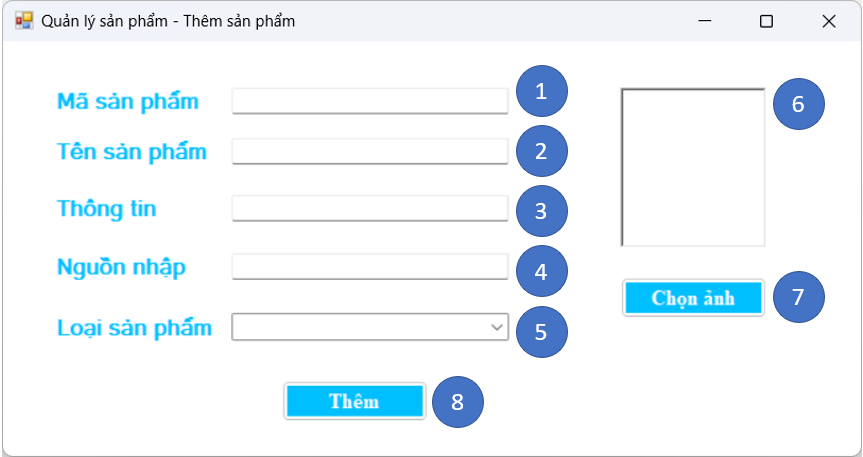 Quản lý sản phẩm - Thêm sản phẩm
Mã sản phẩm 1
6
Tên sản phẩm 2
Thông tin 3
Nguồn nhập 4
Chọn ảnh 7
Loại sản phẩm 5
Thêm 8